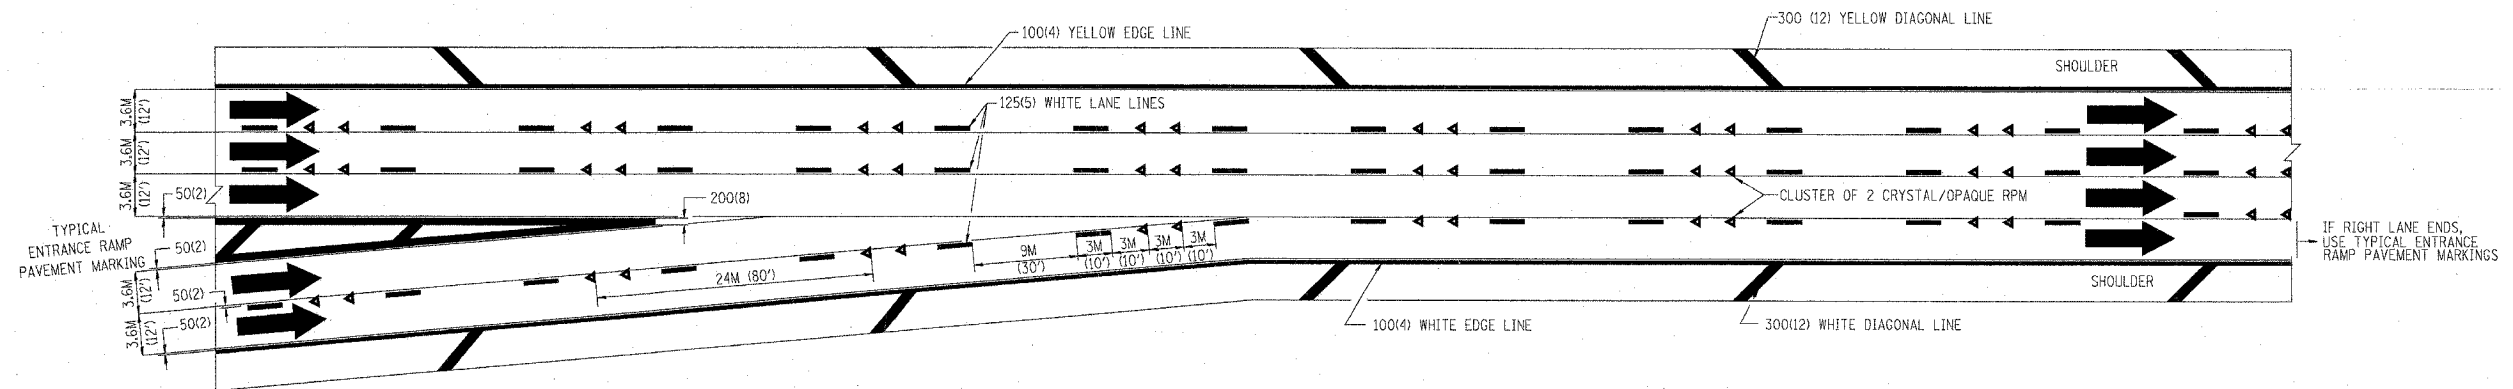 300 (12) YELLOW DIAGONAL LINE
100(4) YELLOW EDGE LINE
SHOULDER
3.6M
(12')
3.6M
(12')
3.6M
(12')
125(5) WHITE LANE LINES
50(2)
200(8)
CLUSTER OF 2 CRYSTAL/OPAQUE RPM
TYPICAL
ENTRANCE RAMP
PAVEMENT MARKING
50(2)
IF RIGHT LANE ENDS,
USE TYPICAL ENTRANCE
RAMP PAVEMENT MARKINGS
9M
(30')
3M
(10')
3M
(10')
3M
(10')
3M
(10')
24M (80')
3.6M
(12')
50(2)
SHOULDER
3.6M
(12')
50(2)
100(4) WHITE EDGE LINE
300(12) WHITE DIAGONAL LINE